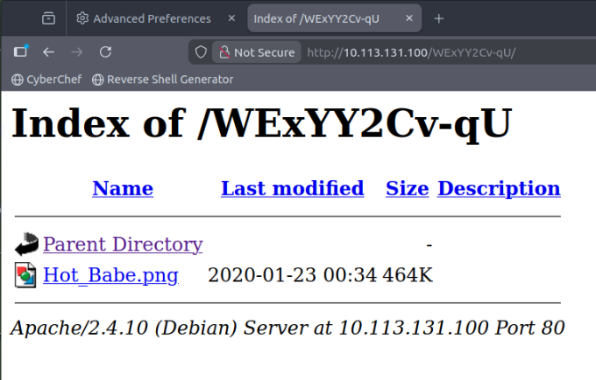 Advanced Preferences × Index of /WExYY2Cv-qU × +
Not Secure http://10.113.131.100/WExYY2Cv-qU/
CyberChef Reverse Shell Generator
Index of /WExYY2Cv-qU
Name Last modified Size Description
Parent Directory -
Hot_Babe.png 2020-01-23 00:34 464K
Apache/2.4.10 (Debian) Server at 10.113.131.100 Port 80